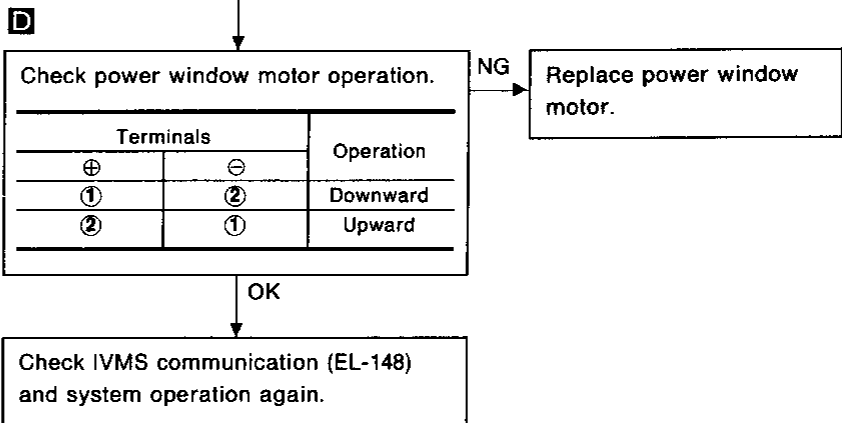 D
Check power window motor operation.
NG
Replace power window
motor.
Terminals
Operation
⊕ ⊖
① ② Downward
② ① Upward
OK
Check IVMS communication (EL-148)
and system operation again.